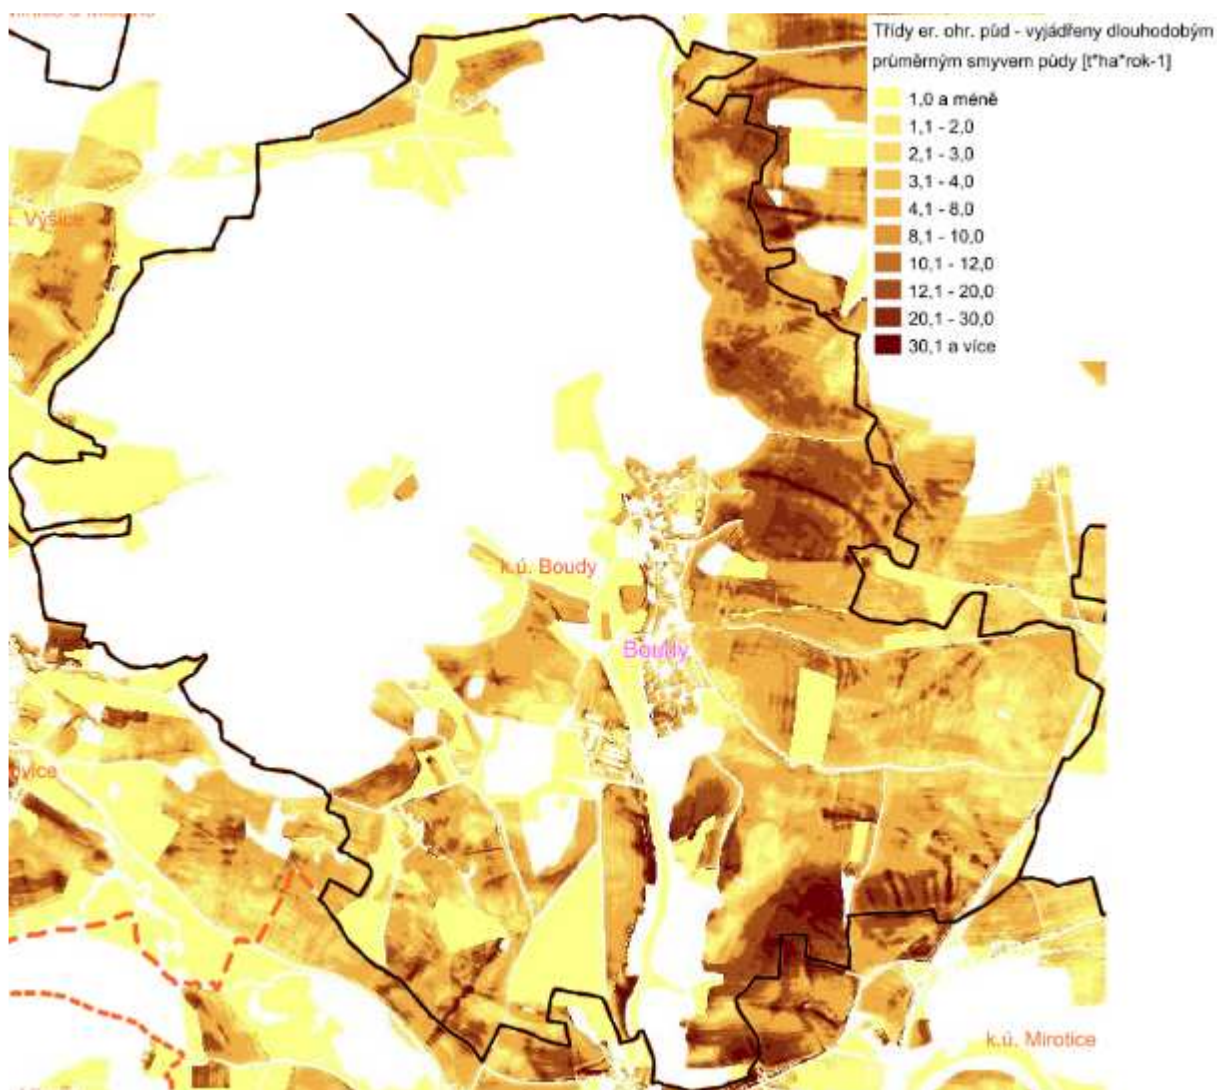 Třídy er. ohr. půd - vyjádřeny dlouhodobým
průměrným smyvem půdy [t*ha*rok-1]
1,0 a méně
1,1 - 2,0
2,1 - 3,0
3,1 - 4,0
4,1 - 8,0
8,1 - 10,0
10,1 - 12,0
12,1 - 20,0
20,1 - 30,0
30,1 a více
Výšice
k.ú. Boudy
Boudy
k.ú. Mirotice